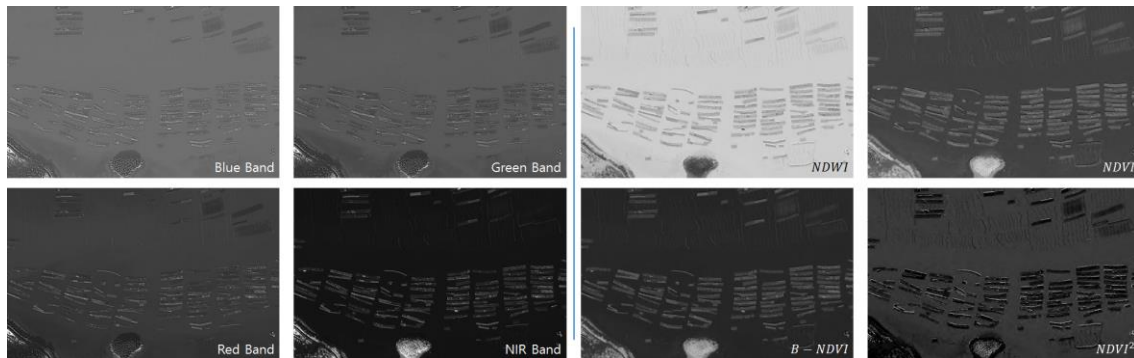 Blue Band
Green Band
NDWI
NDVI
Red Band
NIR Band
B − NDVI
NDVI²